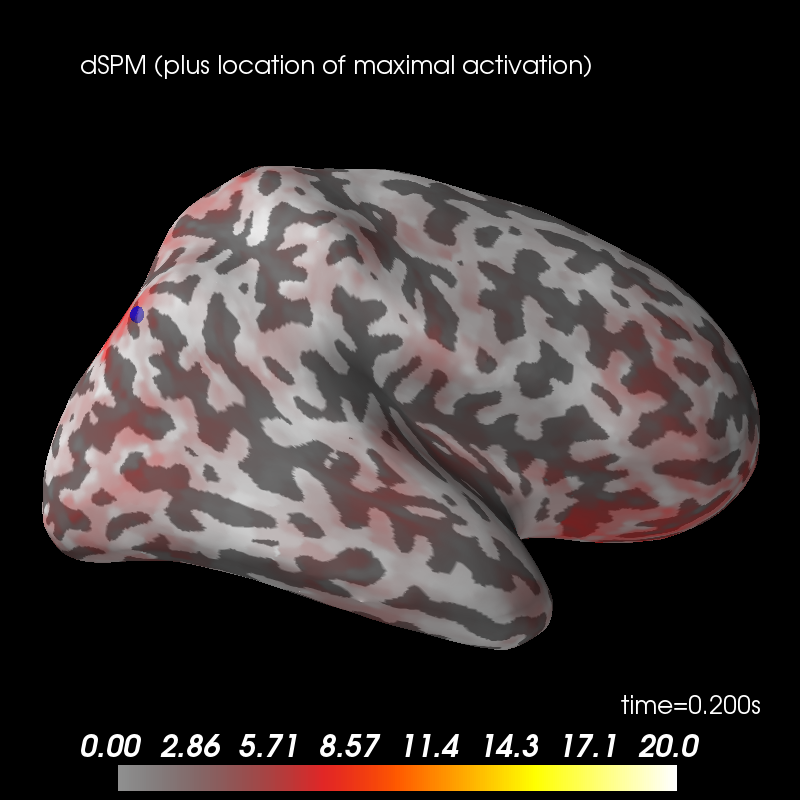 dSPM (plus location of maximal activation)
time=0.200s
0.00 2.86 5.71 8.57 11.4 14.3 17.1 20.0